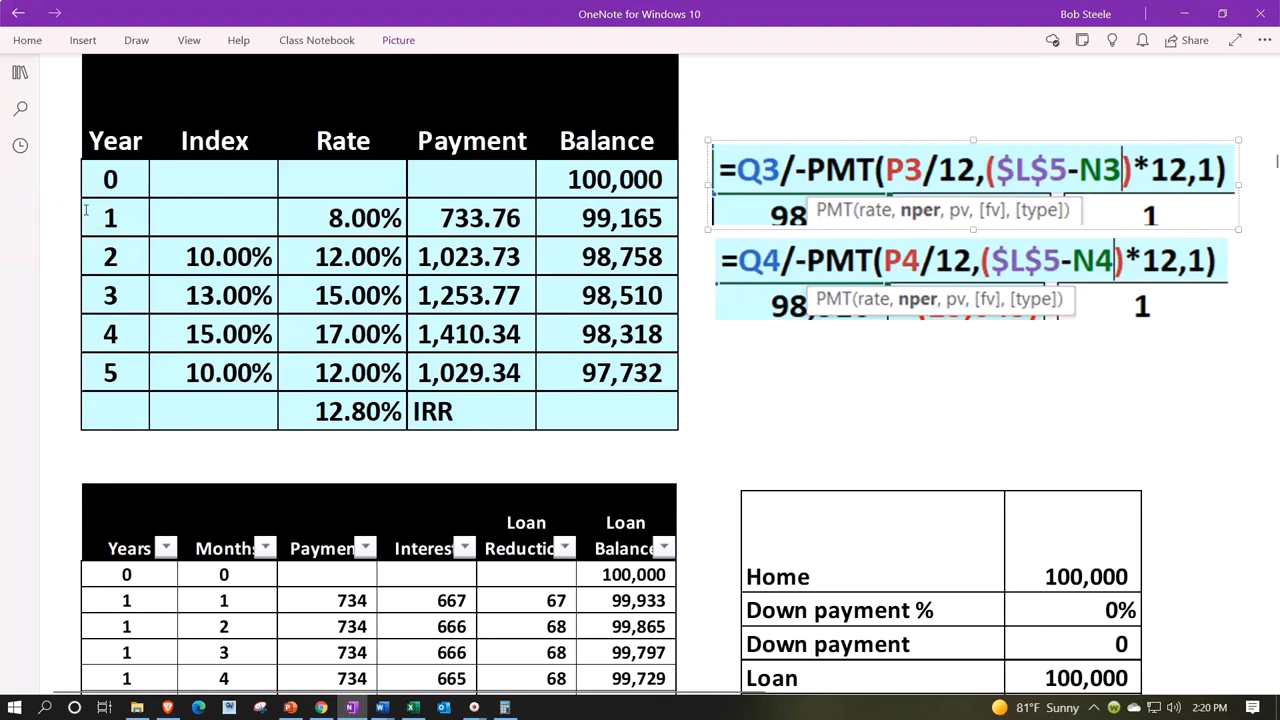 OneNote for Windows 10
Bob Steele
Home Insert Draw View Help Class Notebook Picture
Share
Year Index Rate Payment Balance
0 100,000
1 8.00% 733.76 99,165
2 10.00% 12.00% 1,023.73 98,758
3 13.00% 15.00% 1,253.77 98,510
4 15.00% 17.00% 1,410.34 98,318
5 10.00% 12.00% 1,029.34 97,732
12.80% IRR
=Q3/-PMT(P3/12,($L$5-N3)*12,1)
98
PMT(rate, nper, pv, [fv], [type])
1
=Q4/-PMT(P4/12,($L$5-N4)*12,1)
98
PMT(rate, nper, pv, [fv], [type])
1
Loan Loan
Years Months Paymen Interes Reductio Balance
0 0 100,000
1 1 734 667 67 99,933
1 2 734 666 68 99,865
1 3 734 666 68 99,797
1 4 734 665 68 99,729
Home 100,000
Down payment % 0%
Down payment 0
Loan 100,000
81°F Sunny
2:20 PM